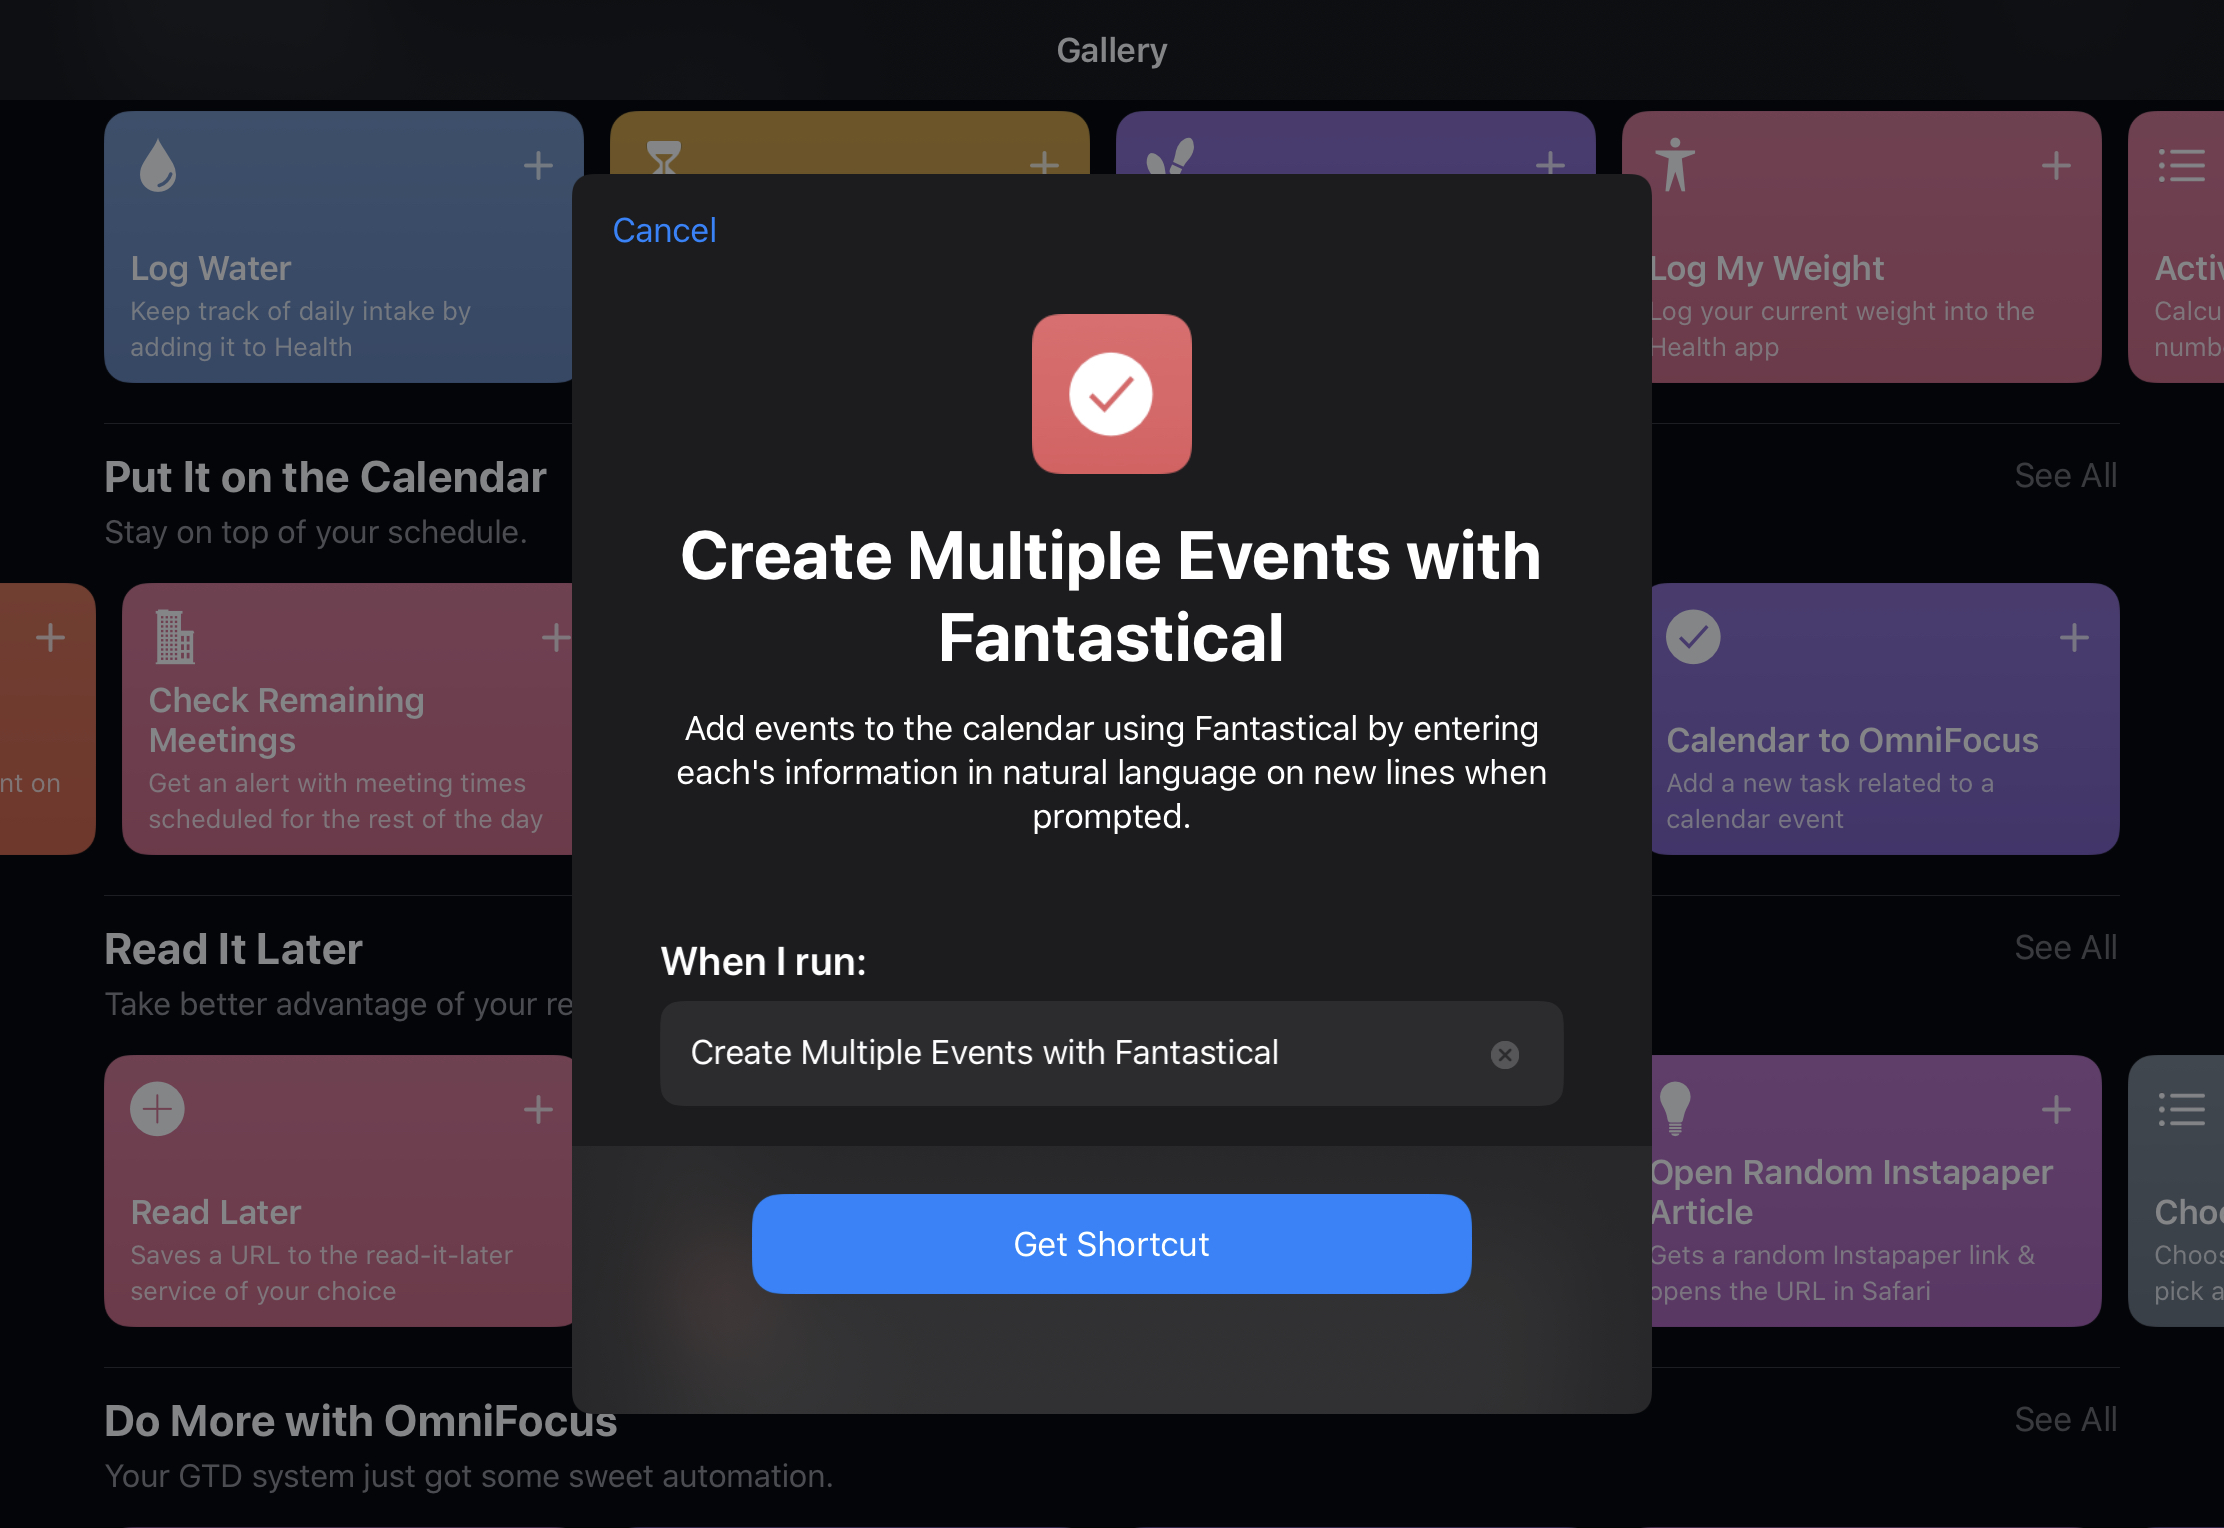 Gallery
Log Water
Keep track of daily intake by
adding it to Health
Log My Weight
Log your current weight into the
Health app
Cancel
Create Multiple Events with
Fantastical
Add events to the calendar using Fantastical by entering
each's information in natural language on new lines when
prompted.
When I run:
Create Multiple Events with Fantastical
Get Shortcut
Put It on the Calendar
See All
Stay on top of your schedule.
nt on
Check Remaining
Meetings
Get an alert with meeting times
scheduled for the rest of the day
Calendar to OmniFocus
Add a new task related to a
calendar event
Read It Later
See All
Take better advantage of your re
Read Later
Saves a URL to the read-it-later
service of your choice
Open Random Instapaper
Article
Gets a random Instapaper link &
opens the URL in Safari
pick a
Do More with OmniFocus
See All
Your GTD system just got some sweet automation.